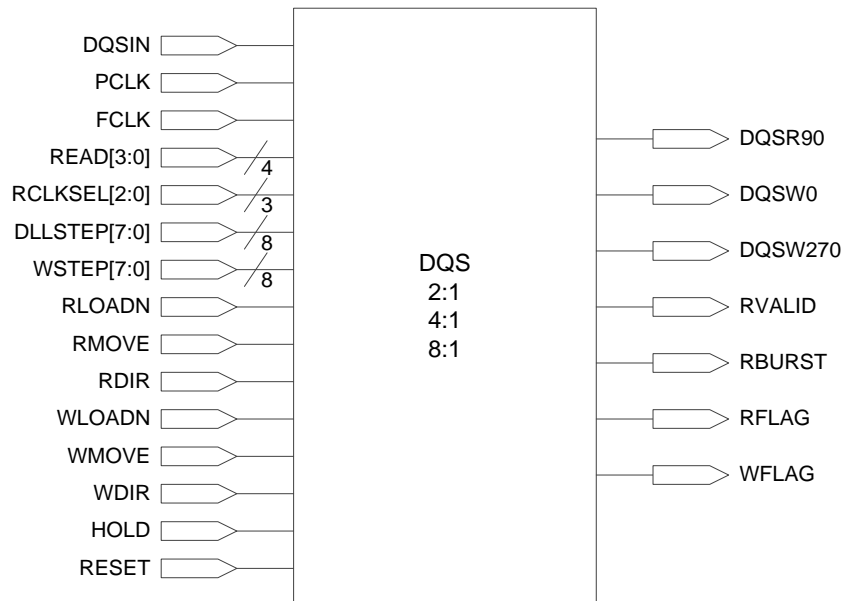 DQSIN
PCLK
FCLK
READ[3:0]
4
RCLKSEL[2:0]
3
DLLSTEP[7:0]
8
WSTEP[7:0]
8
RLOADN
RMOVE
RDIR
WLOADN
WMOVE
WDIR
HOLD
RESET
DQS
2:1
4:1
8:1
DQSR90
DQSW0
DQSW270
RVALID
RBURST
RFLAG
WFLAG